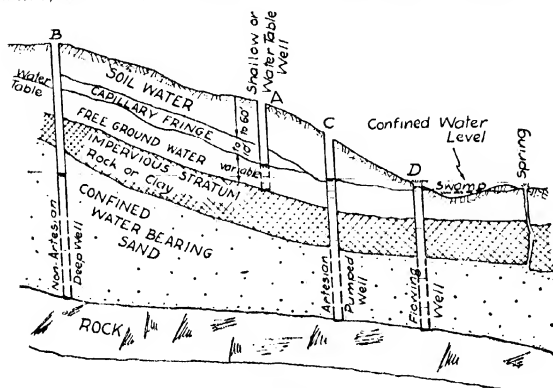 B
Shallow or
Water Table
Well
SOIL WATER
A
Water
Table
CAPILLARY FRINGE
to 60'
C
Confined Water
Level
FREE GROUND WATER
variable
IMPERVIOUS STRATUM
Rock or Clay
D
swamp
Spring
CONFINED
WATER BEARING
SAND
Non-Artesian
Deep Well
Artesian
Pumped
Well
Flowing
Well
ROCK